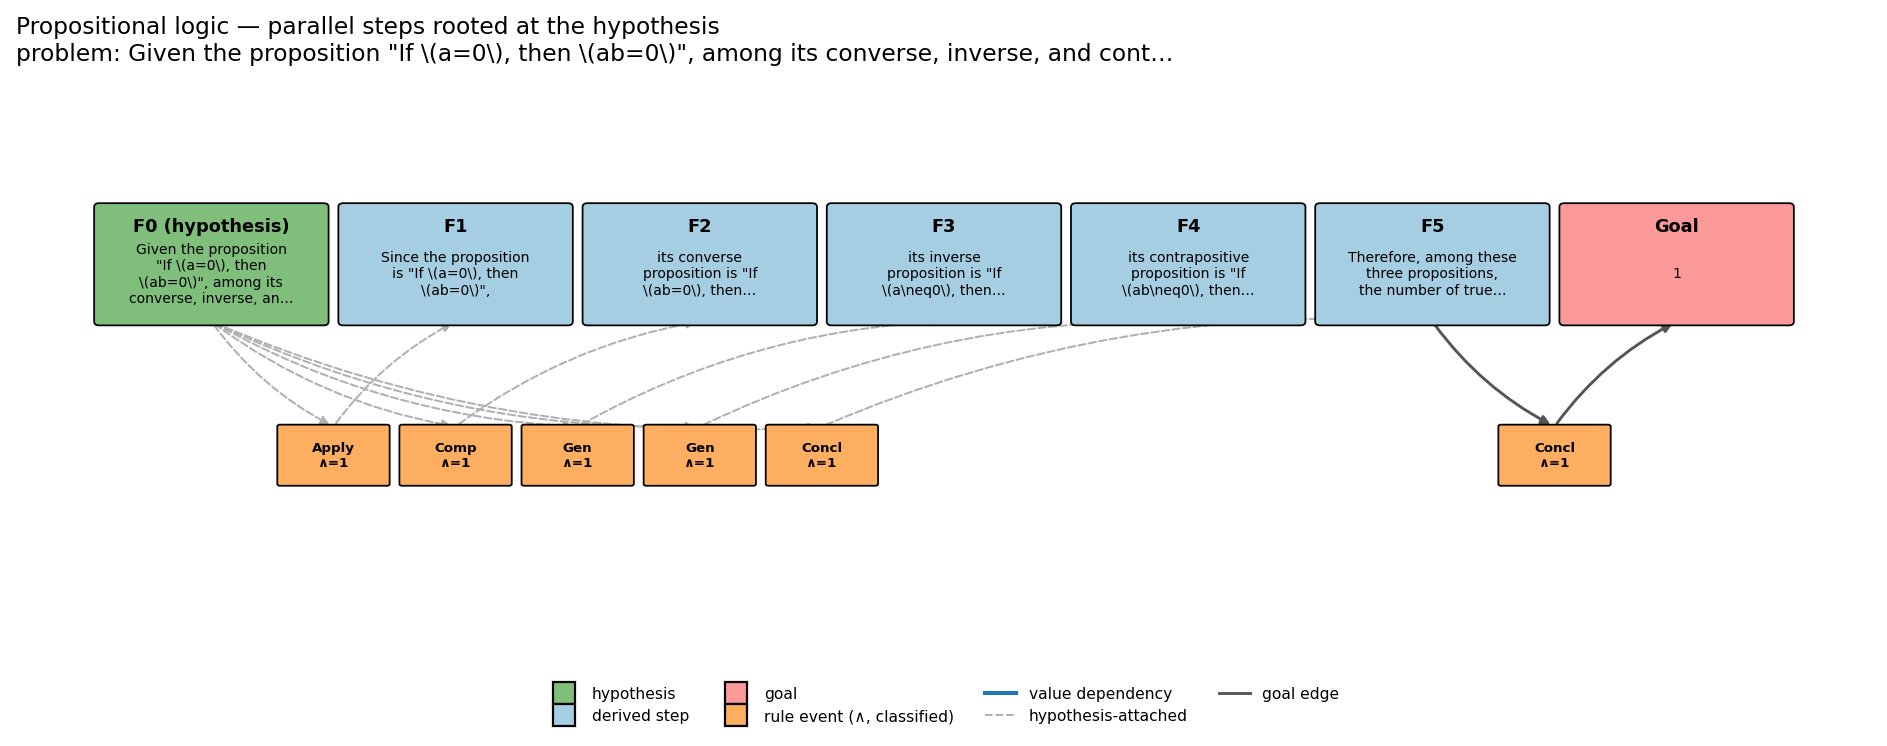 Propositional logic — parallel steps rooted at the hypothesis
problem: Given the proposition "If \(a=0\), then \(ab=0\)", among its converse, inverse, and cont…
F0 (hypothesis)
Given the proposition
"If \(a=0\), then
\(ab=0\)", among its
converse, inverse, an…
F1
Since the proposition
is "If \(a=0\), then
\(ab=0\)",
F2
its converse
proposition is "If
\(ab=0\), then…
F3
its inverse
proposition is "If
\(a\neq0\), then…
F4
its contrapositive
proposition is "If
\(ab\neq0\), then…
F5
Therefore, among these
three propositions,
the number of true…
Goal
1
Apply
∧=1
Comp
∧=1
Gen
∧=1
Gen
∧=1
Concl
∧=1
Concl
∧=1
hypothesis
derived step
goal
rule event (∧, classified)
value dependency
hypothesis-attached
goal edge